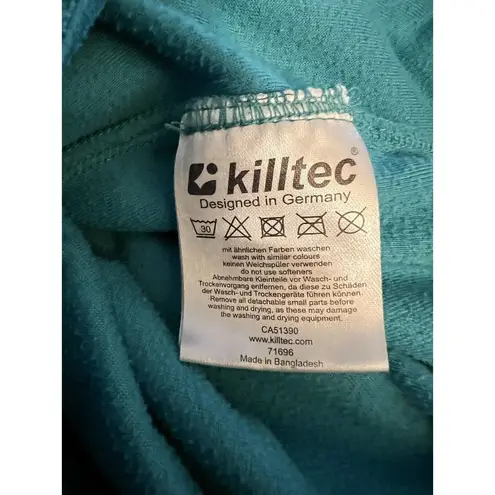 killtec®
Designed in Germany
30
mit ähnlichen Farben waschen
wash with similar colours
keinen Weichspüler verwenden
do not use softeners
Abnehmbare Kleinteile vor Wasch- und
Trockenvorgang entfernen, da diese zu Schäden
der Wasch- und Trockengeräte führen können.
Remove all detachable small parts before
washing and drying, as these may damage
the washing and drying equipment.
CA51390
www.killtec.com
71696
Made in Bangladesh